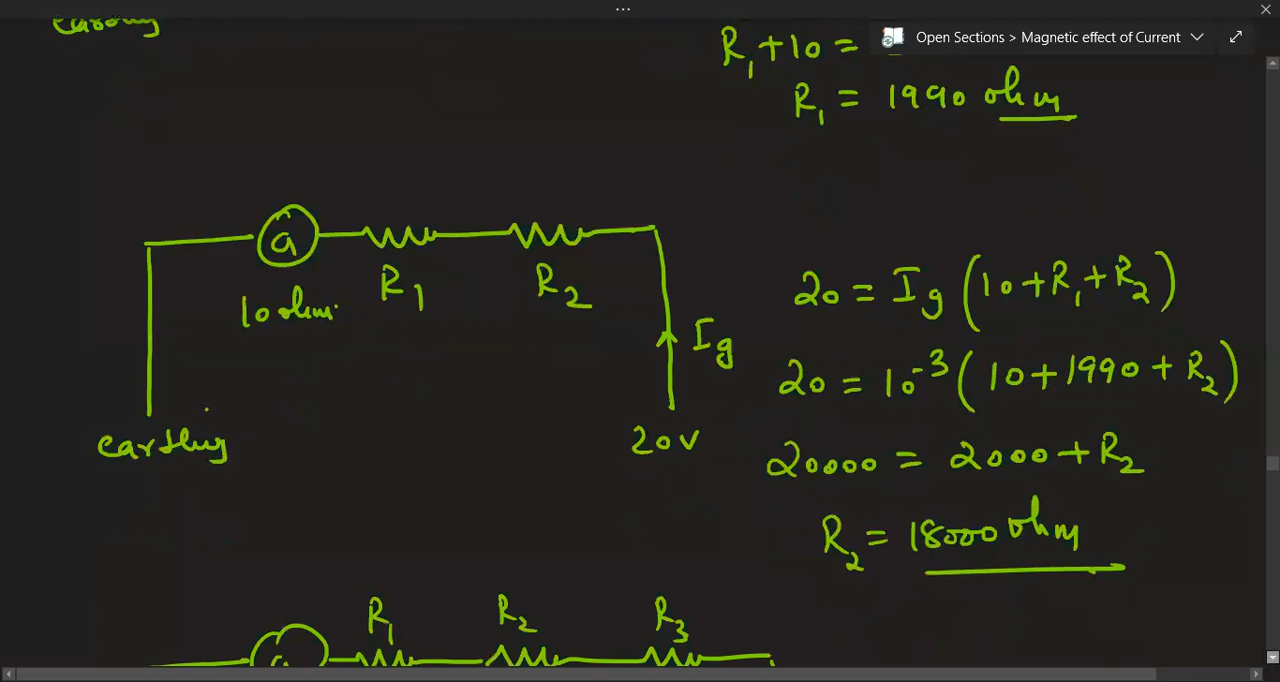 Open Sections > Magnetic effect of Current
R₁ + 10 =
R₁ = 1990 ohm
G
10 ohm
R₁
R₂
Ig
earthing
20 V
20 = Ig (10 + R₁ + R₂)
20 = 10⁻³ (10 + 1990 + R₂)
20000 = 2000 + R₂
R₂ = 18000 ohm
R₁ R₂ R₃